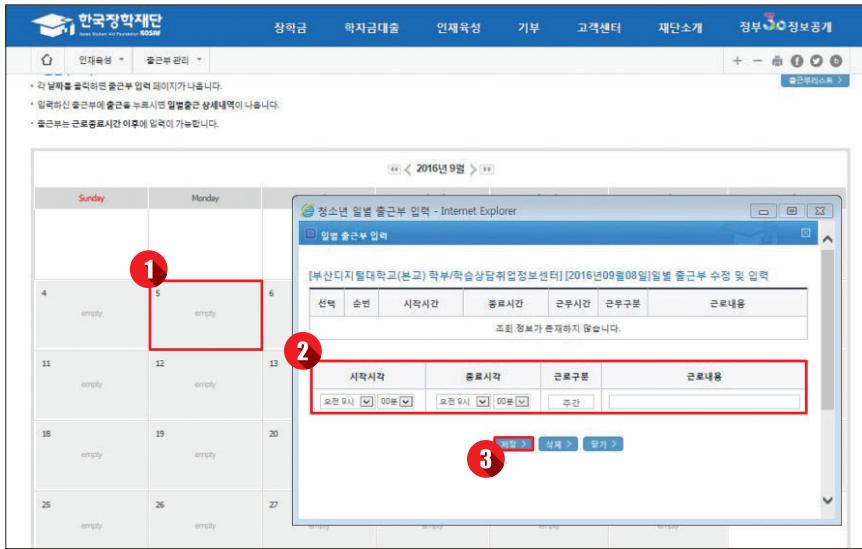 한국장학재단
KOSAF
장학금 학자금대출 인재육성 기부 고객센터 재단소개 정부3.0정보공개
인재육성 출근부 관리
각 날짜를 클릭하면 출근부 입력 페이지가 나옵니다.
출근부리스트 >
입력하신 출근부에 출근을 누르시면 일별출근 상세내역이 나옵니다.
출근부는 근로종료시간 이후에 입력이 가능합니다.
2016년 9월
Sunday Monday
청소년 일별 출근부 입력 - Internet Explorer
일별 출근부 입력
1
[부산디지털대학교(본교) 학부/학습상담취업정보센터] [2016년09월08일]일별 출근부 수정 및 입력
4 5 6
선택 순번 시작시간 종료시간 근무시간 근무구분 근로내용
empty empty
조회 정보가 존재하지 않습니다.
2
11 12 13
시작시각 종료시각 근로구분 근로내용
empty empty
오전 9시 00분 오전 9시 00분 주간
18 19 20
3
저장 > 삭제 > 닫기 >
empty empty
25 26 27
empty empty empty empty empty empty